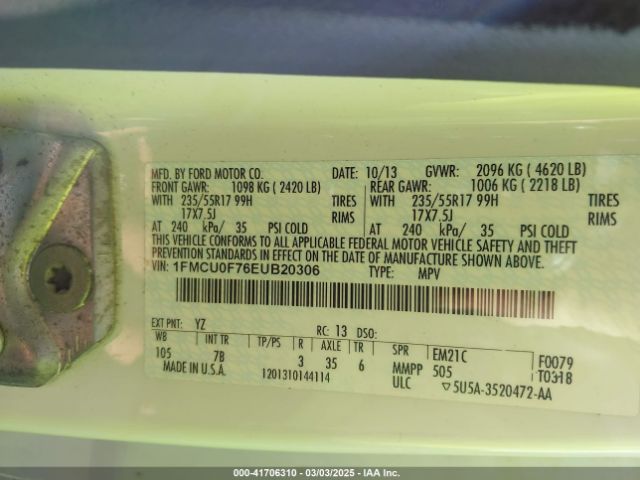 MFD. BY FORD MOTOR CO. DATE: 10/13 GVWR: 2096 KG ( 4620 LB)
FRONT GAWR: 1098 KG ( 2420 LB) REAR GAWR: 1006 KG ( 2218 LB)
WITH 235/55R17 99H TIRES WITH 235/55R17 99H TIRES
17X7.5J RIMS 17X7.5J RIMS
AT 240 kPa/ 35 PSI COLD AT 240 kPa/ 35 PSI COLD
THIS VEHICLE CONFORMS TO ALL APPLICABLE FEDERAL MOTOR VEHICLE SAFETY AND THEFT
PREVENTION STANDARDS IN EFFECT ON THE DATE OF MANUFACTURE SHOWN ABOVE.
VIN: 1FMCU0F76EUB20306 TYPE: MPV
EXT PNT: YZ RC: 13 DSO:
WB INT TR TP/PS R AXLE TR SPR EM21C F0079
105 7B 3 35 6 MMPP 505 T0318
MADE IN U.S.A. 1201310144114 ULC ▽5U5A-3520472-AA
000-41706310 - 03/03/2025 - IAA Inc.